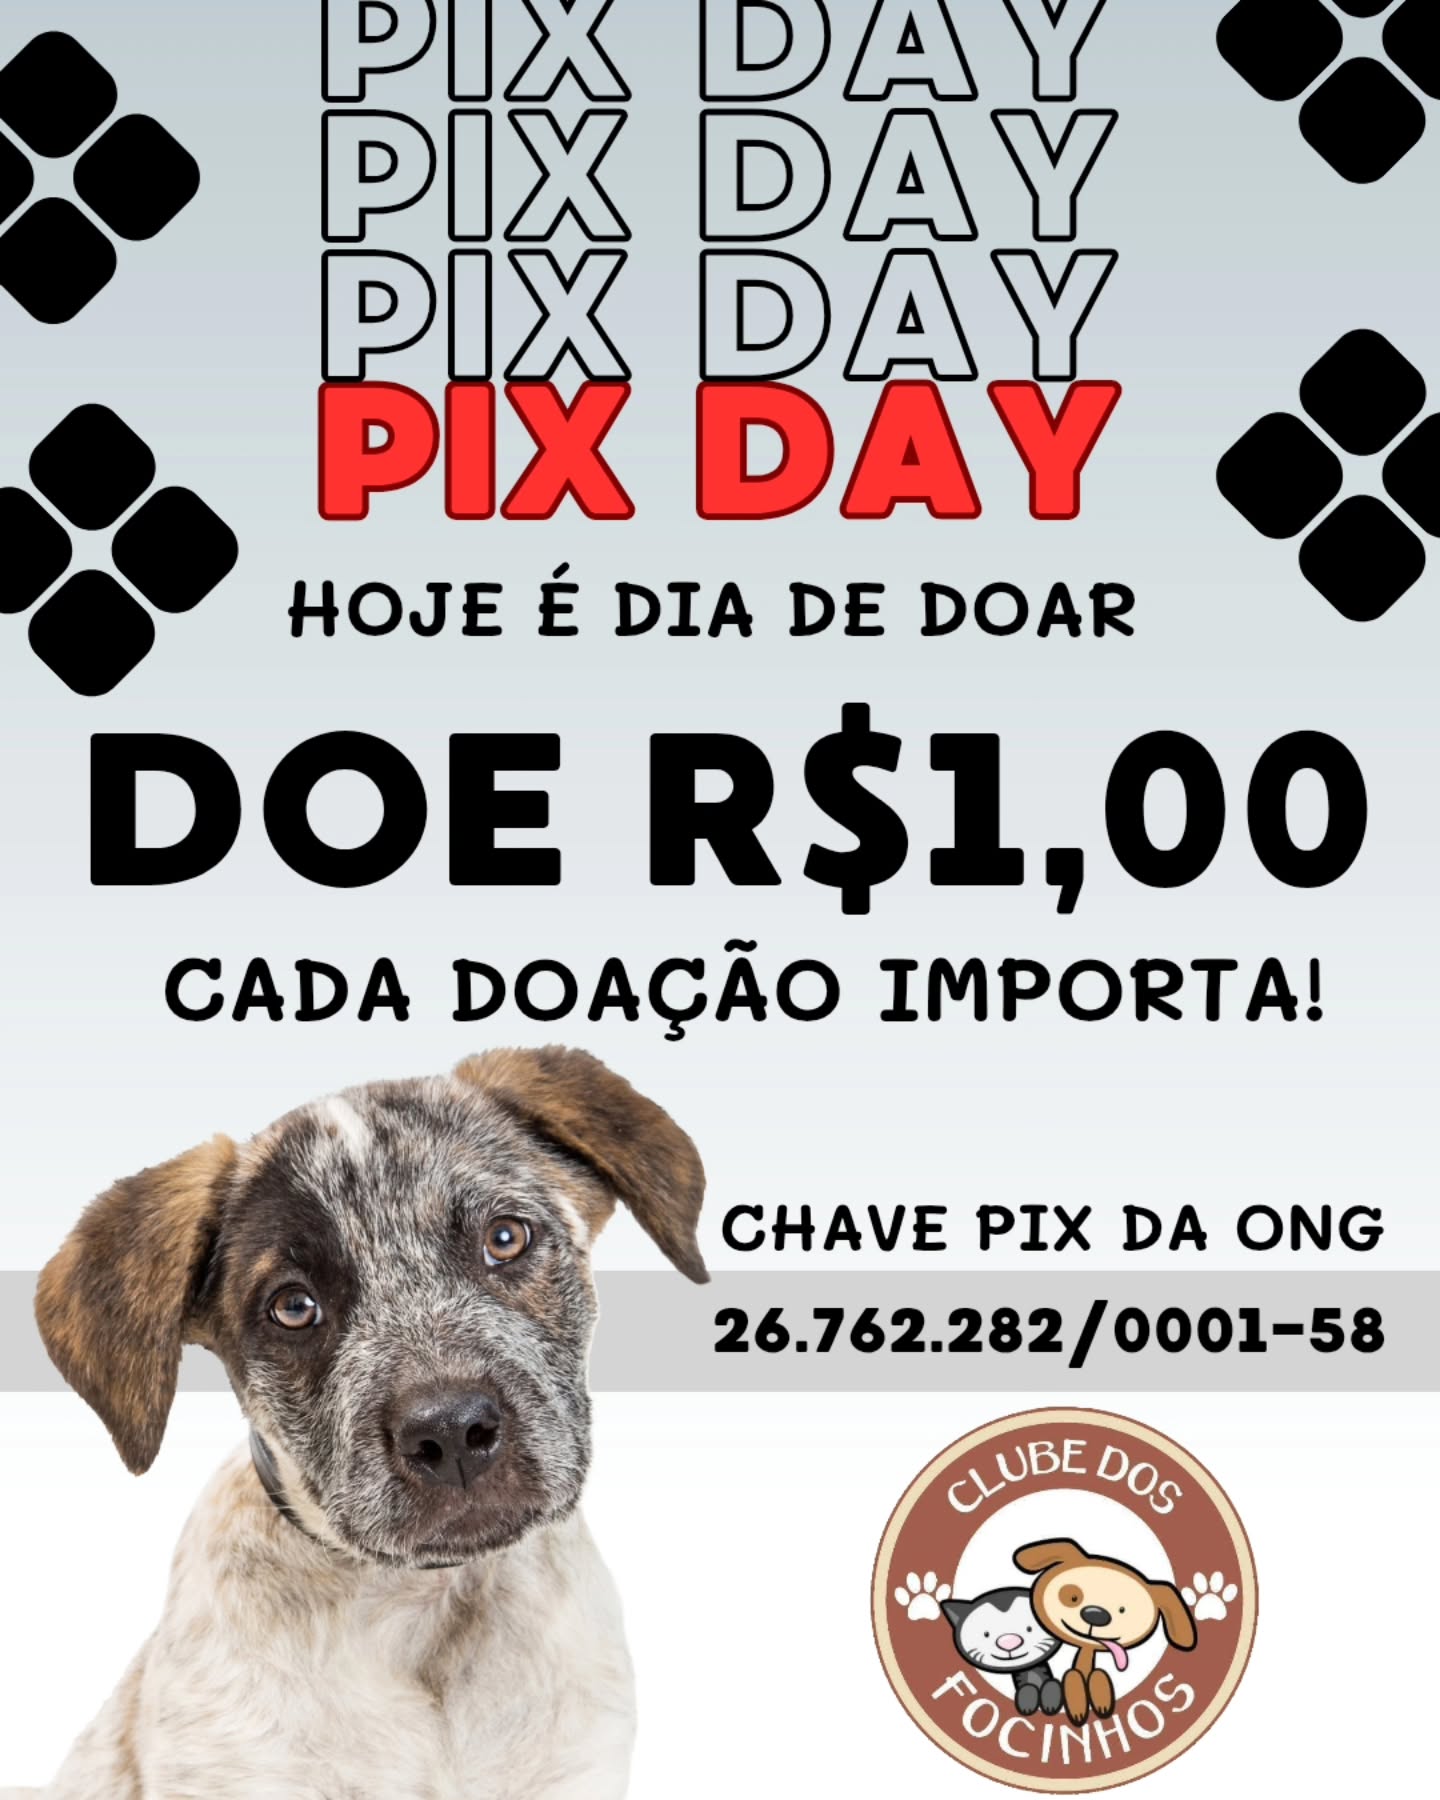 PIX DAY
PIX DAY
PIX DAY
PIX DAY
HOJE É DIA DE DOAR
DOE R$1,00
CADA DOAÇÃO IMPORTA!
CHAVE PIX DA ONG
26.762.282/0001-58
CLUBE DOS
FOCINHOS